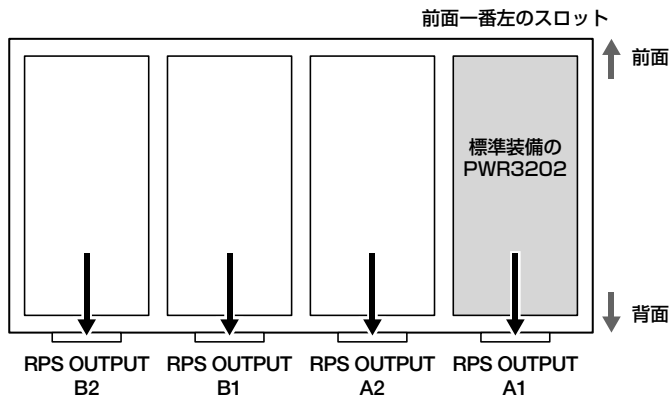 前面一番左のスロット
前面
標準装備の
PWR3202
背面
RPS OUTPUT
B2
RPS OUTPUT
B1
RPS OUTPUT
A2
RPS OUTPUT
A1